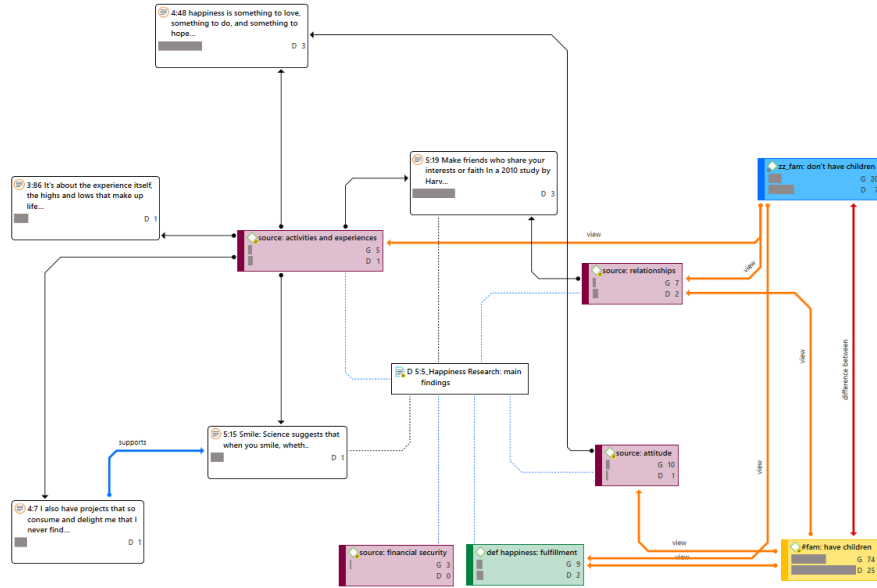 4:48 happiness is something to love,
something to do, and something to
hope...
D 3
5:19 Make friends who share your
interests or faith In a 2010 study by
Harv...
D 3
zz_fam: don't have children
G 20
D 7
3:86 It's about the experience itself,
the highs and lows that make up
life...
D 1
source: activities and experiences
G 5
D 1
view
view
source: relationships
G 7
D 2
view
difference between
D 5:5_Happiness Research: main
findings
supports
5:15 Smile: Science suggests that
when you smile, wheth..
D 1
source: attitude
G 10
D 1
view
4:7 I also have projects that so
consume and delight me that I
never find...
D 1
source: financial security
G 3
D 0
def happiness: fulfillment
G 9
D 2
view
view
#fam: have children
G 74
D 25